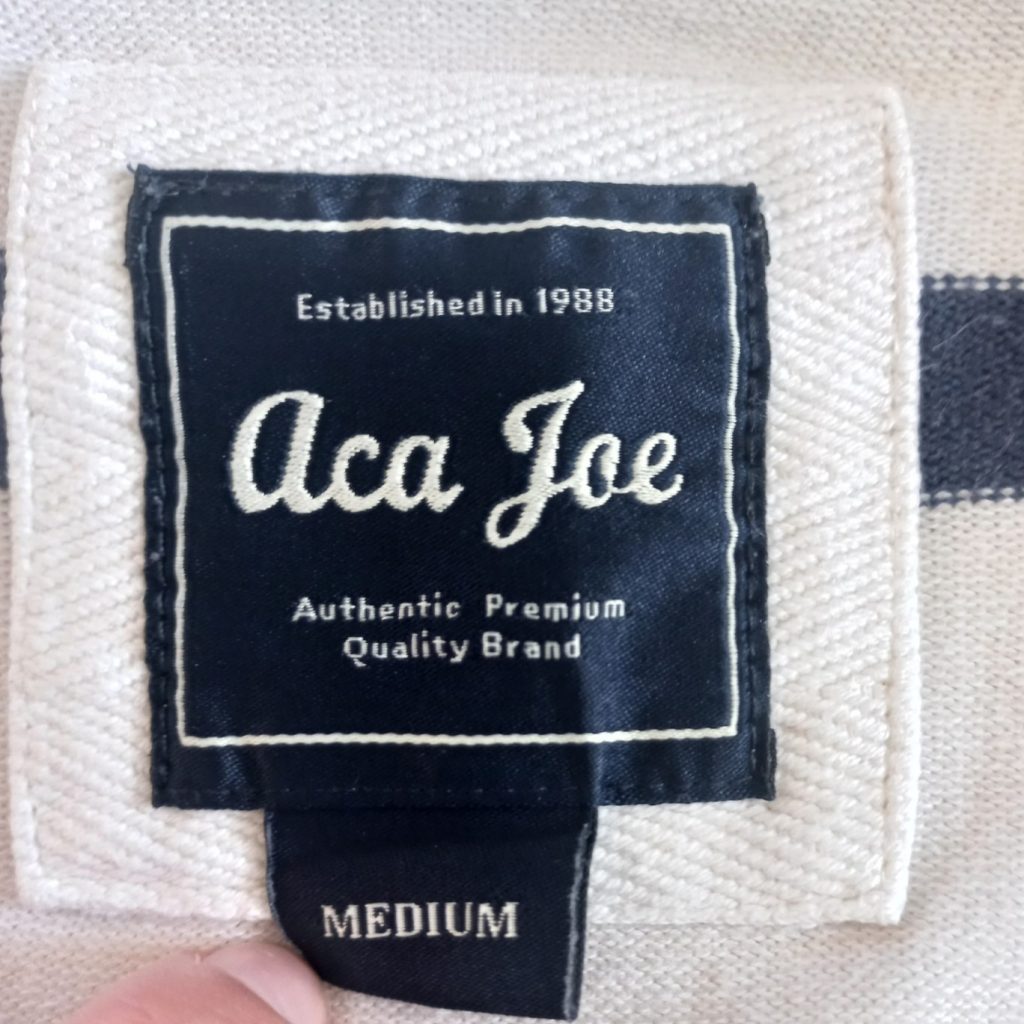 Established in 1988
Aca Joe
Authentic Premium
Quality Brand
MEDIUM